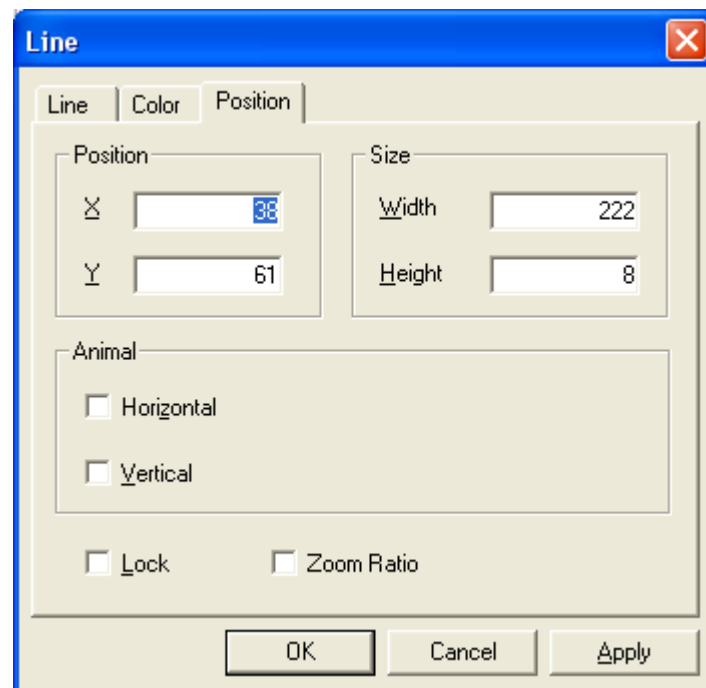 Line
Line Color Position
Position
X 38
Y 61
Size
Width 222
Height 8
Animal
Horizontal
Vertical
Lock Zoom Ratio
OK Cancel Apply